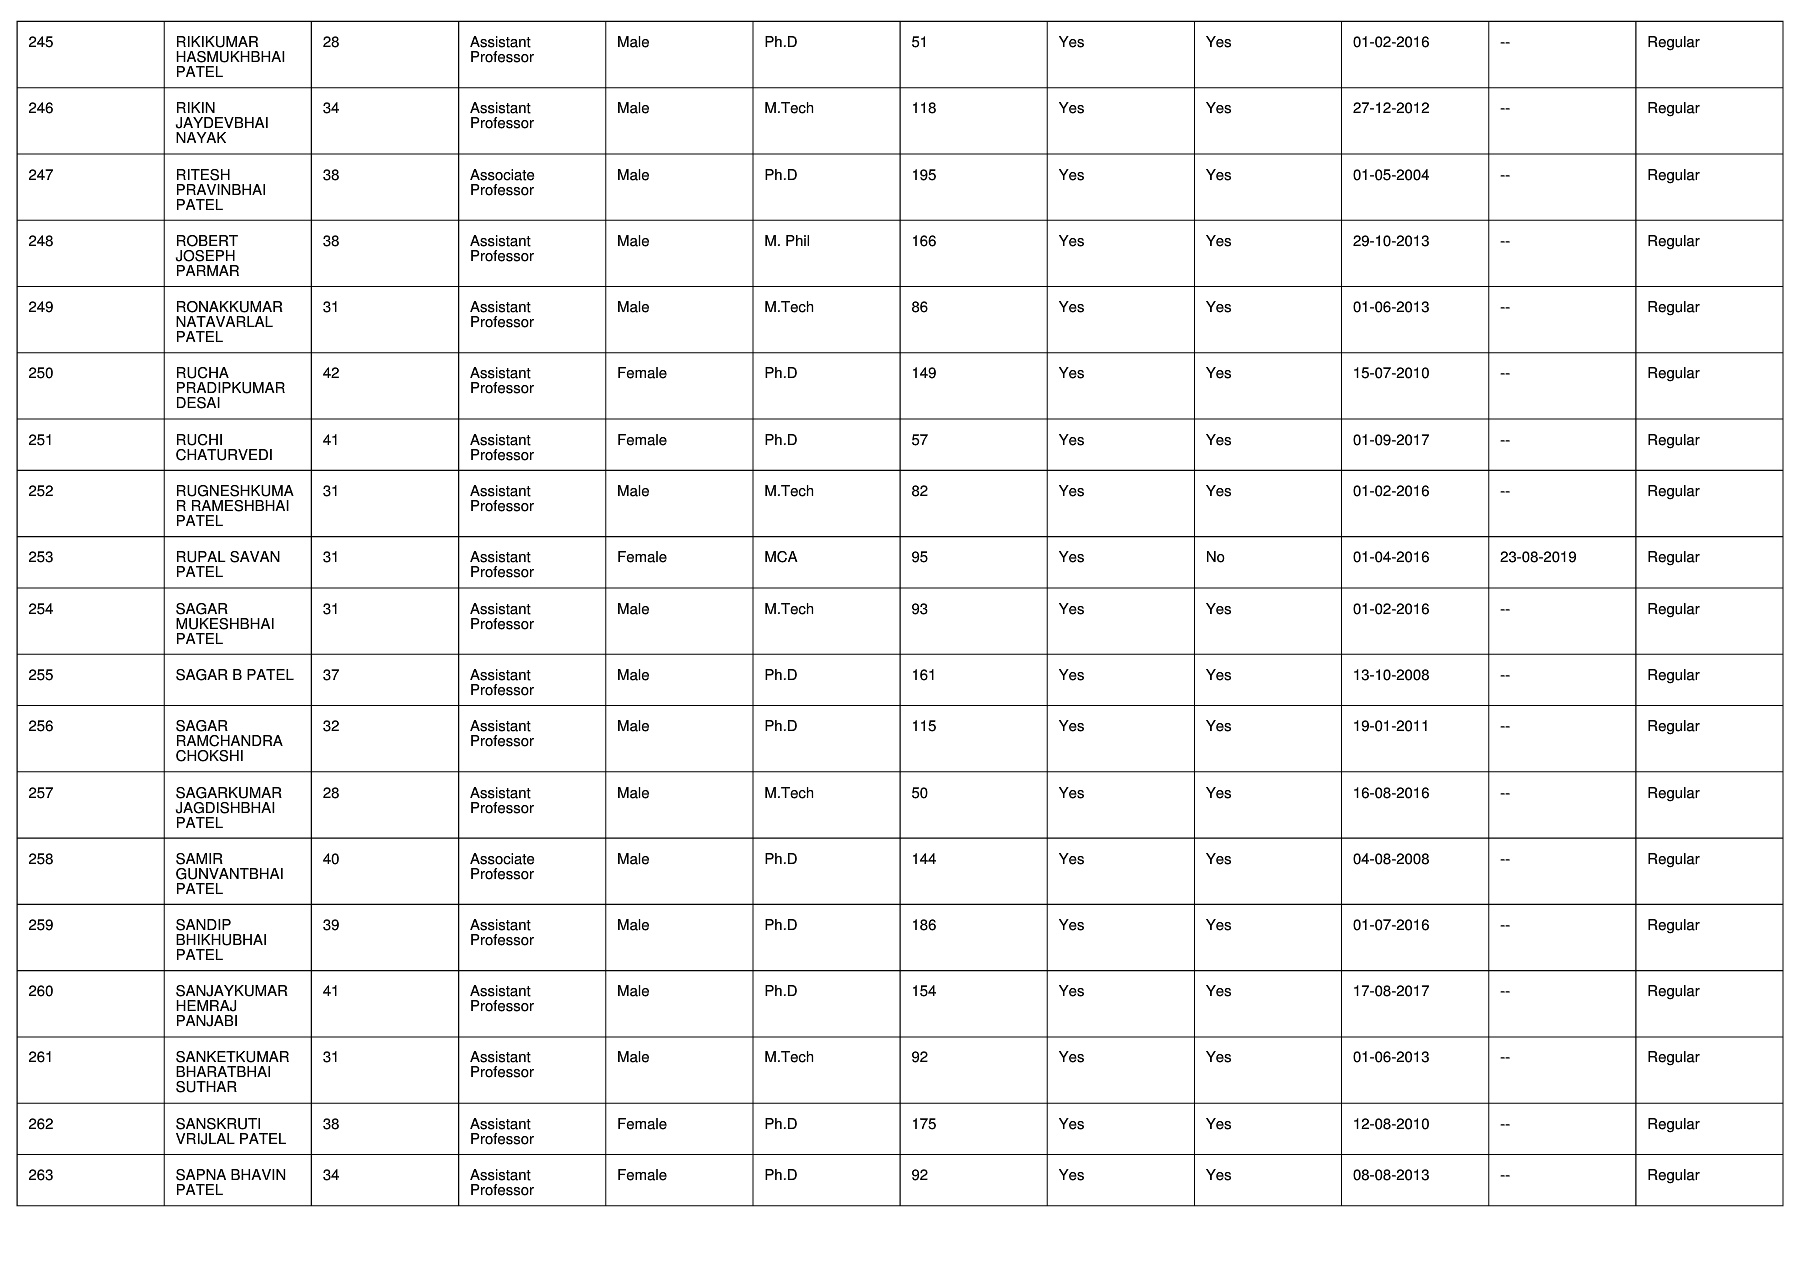 245 RIKIKUMAR HASMUKHBHAI PATEL 28 Assistant Professor Male Ph.D 51 Yes Yes 01-02-2016 -- Regular
246 RIKIN JAYDEVBHAI NAYAK 34 Assistant Professor Male M.Tech 118 Yes Yes 27-12-2012 -- Regular
247 RITESH PRAVINBHAI PATEL 38 Associate Professor Male Ph.D 195 Yes Yes 01-05-2004 -- Regular
248 ROBERT JOSEPH PARMAR 38 Assistant Professor Male M. Phil 166 Yes Yes 29-10-2013 -- Regular
249 RONAKKUMAR NATAVARLAL PATEL 31 Assistant Professor Male M.Tech 86 Yes Yes 01-06-2013 -- Regular
250 RUCHA PRADIPKUMAR DESAI 42 Assistant Professor Female Ph.D 149 Yes Yes 15-07-2010 -- Regular
251 RUCHI CHATURVEDI 41 Assistant Professor Female Ph.D 57 Yes Yes 01-09-2017 -- Regular
252 RUGNESHKUMA R RAMESHBHAI PATEL 31 Assistant Professor Male M.Tech 82 Yes Yes 01-02-2016 -- Regular
253 RUPAL SAVAN PATEL 31 Assistant Professor Female MCA 95 Yes No 01-04-2016 23-08-2019 Regular
254 SAGAR MUKESHBHAI PATEL 31 Assistant Professor Male M.Tech 93 Yes Yes 01-02-2016 -- Regular
255 SAGAR B PATEL 37 Assistant Professor Male Ph.D 161 Yes Yes 13-10-2008 -- Regular
256 SAGAR RAMCHANDRA CHOKSHI 32 Assistant Professor Male Ph.D 115 Yes Yes 19-01-2011 -- Regular
257 SAGARKUMAR JAGDISHBHAI PATEL 28 Assistant Professor Male M.Tech 50 Yes Yes 16-08-2016 -- Regular
258 SAMIR GUNVANTBHAI PATEL 40 Associate Professor Male Ph.D 144 Yes Yes 04-08-2008 -- Regular
259 SANDIP BHIKHUBHAI PATEL 39 Assistant Professor Male Ph.D 186 Yes Yes 01-07-2016 -- Regular
260 SANJAYKUMAR HEMRAJ PANJABI 41 Assistant Professor Male Ph.D 154 Yes Yes 17-08-2017 -- Regular
261 SANKETKUMAR BHARATBHAI SUTHAR 31 Assistant Professor Male M.Tech 92 Yes Yes 01-06-2013 -- Regular
262 SANSKRUTI VRIJLAL PATEL 38 Assistant Professor Female Ph.D 175 Yes Yes 12-08-2010 -- Regular
263 SAPNA BHAVIN PATEL 34 Assistant Professor Female Ph.D 92 Yes Yes 08-08-2013 -- Regular